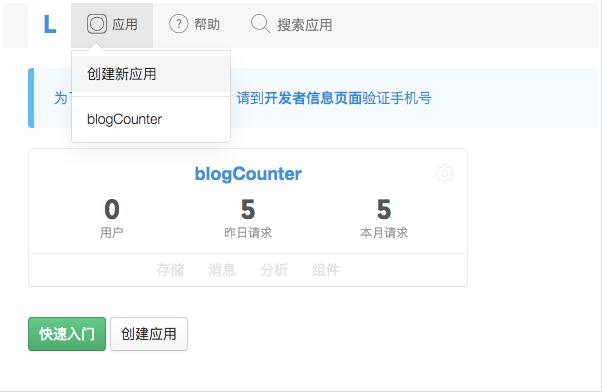 L 应用 ? 帮助 搜索应用
创建新应用
为 请到开发者信息页面验证手机号
blogCounter
blogCounter
0 5 5
用户 昨日请求 本月请求
存储 消息 分析 组件
快速入门 创建应用